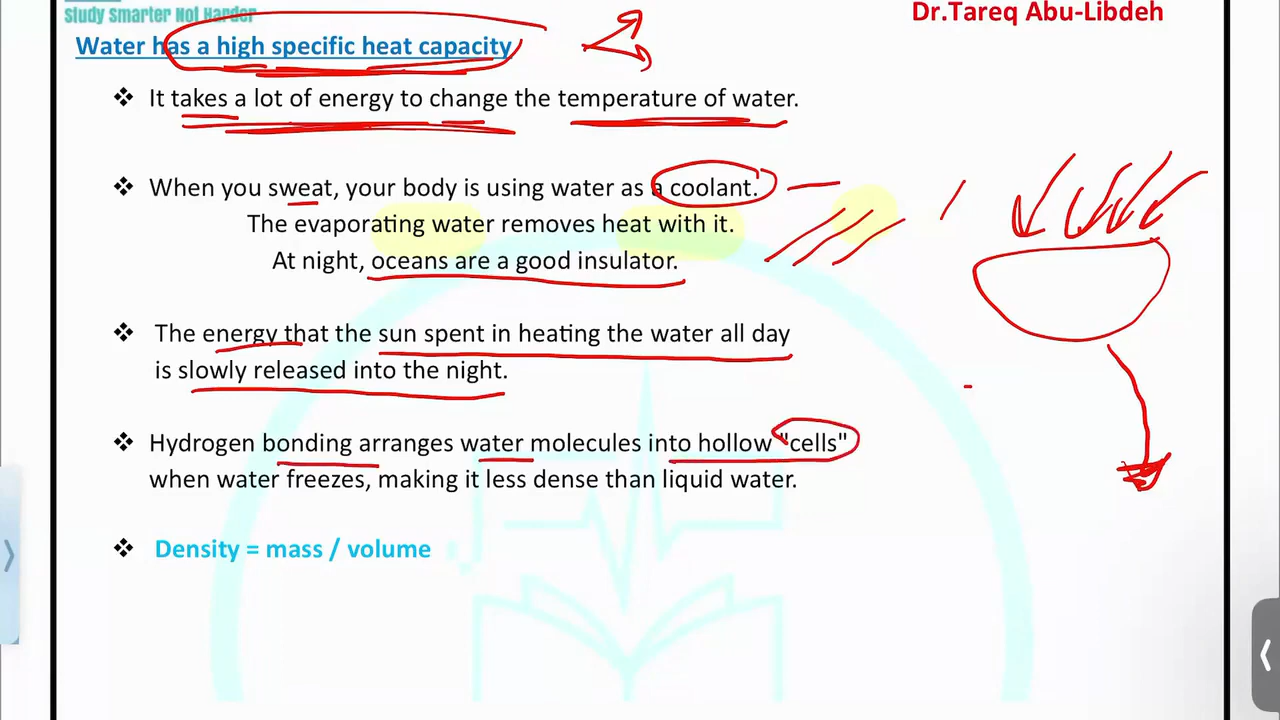 Study Smarter Not Harder
Dr.Tareq Abu-Libdeh
Water has a high specific heat capacity
❖ It takes a lot of energy to change the temperature of water.
❖ When you sweat, your body is using water as a coolant.
The evaporating water removes heat with it.
At night, oceans are a good insulator.
❖ The energy that the sun spent in heating the water all day
is slowly released into the night.
❖ Hydrogen bonding arranges water molecules into hollow "cells"
when water freezes, making it less dense than liquid water.
❖ Density = mass / volume